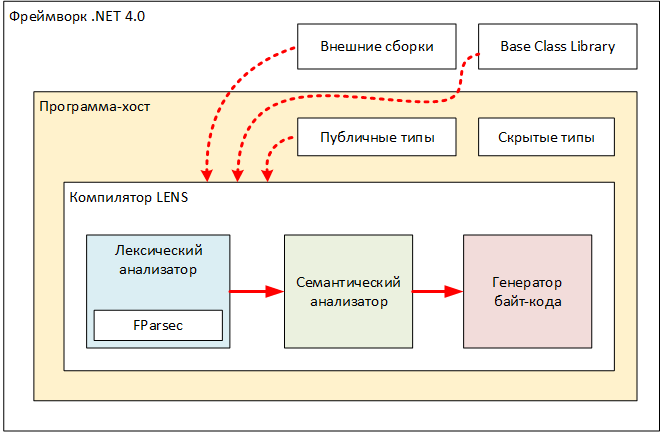 Фреймворк .NET 4.0
Внешние сборки
Base Class Library
Программа-хост
Публичные типы
Скрытые типы
Компилятор LENS
Лексический
анализатор
FParsec
Семантический
анализатор
Генератор
байт-кода